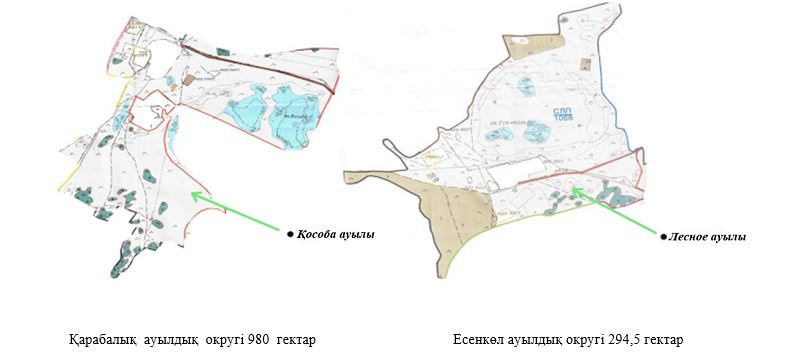 СЛП
1068
● Қособа ауылы
● Лесное ауылы
Қарабалық ауылдық округі 980 гектар
Есенкөл ауылдық округі 294,5 гектар